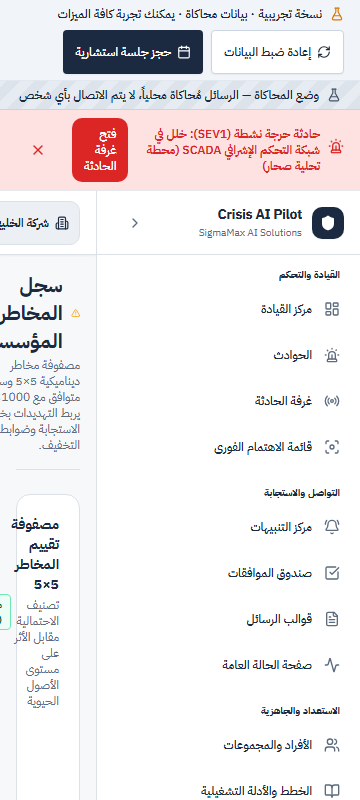 نسخة تجريبية · بيانات محاكاة · يمكنك تجربة كافة الميزات
إعادة ضبط البيانات
حجز جلسة استشارية
وضع المحاكاة — الرسائل مُحاكاة محلياً، لا يتم الاتصال بأي شخص
حادثة حرجة نشطة (SEV1): خلل في
شبكة التحكم الإشرافي SCADA (محطة
تحلية صحار)
فتح
غرفة
الحادثة
Crisis AI Pilot
SigmaMax AI Solutions
القيادة والتحكم
مركز القيادة
الحوادث
غرفة الحادثة
قائمة الاهتمام الفوري
التواصل والاستجابة
مركز التنبيهات
صندوق الموافقات
قوالب الرسائل
صفحة الحالة العامة
الاستعداد والجاهزية
الأفراد والمجموعات
الخطط والأدلة التشغيلية
شركة
سجل
المخاطر
مصفوفة مخاطر
ديناميكية 5×5
متوافق مع
يربط التهديدات
الاستجابة وضوابط
التخفيف.
مصفوفة
تقييم
المخاطر
5×5
تصنيف
الاحتمالية
مقابل الأثر
على
مستوى
الأصول
الحيوية